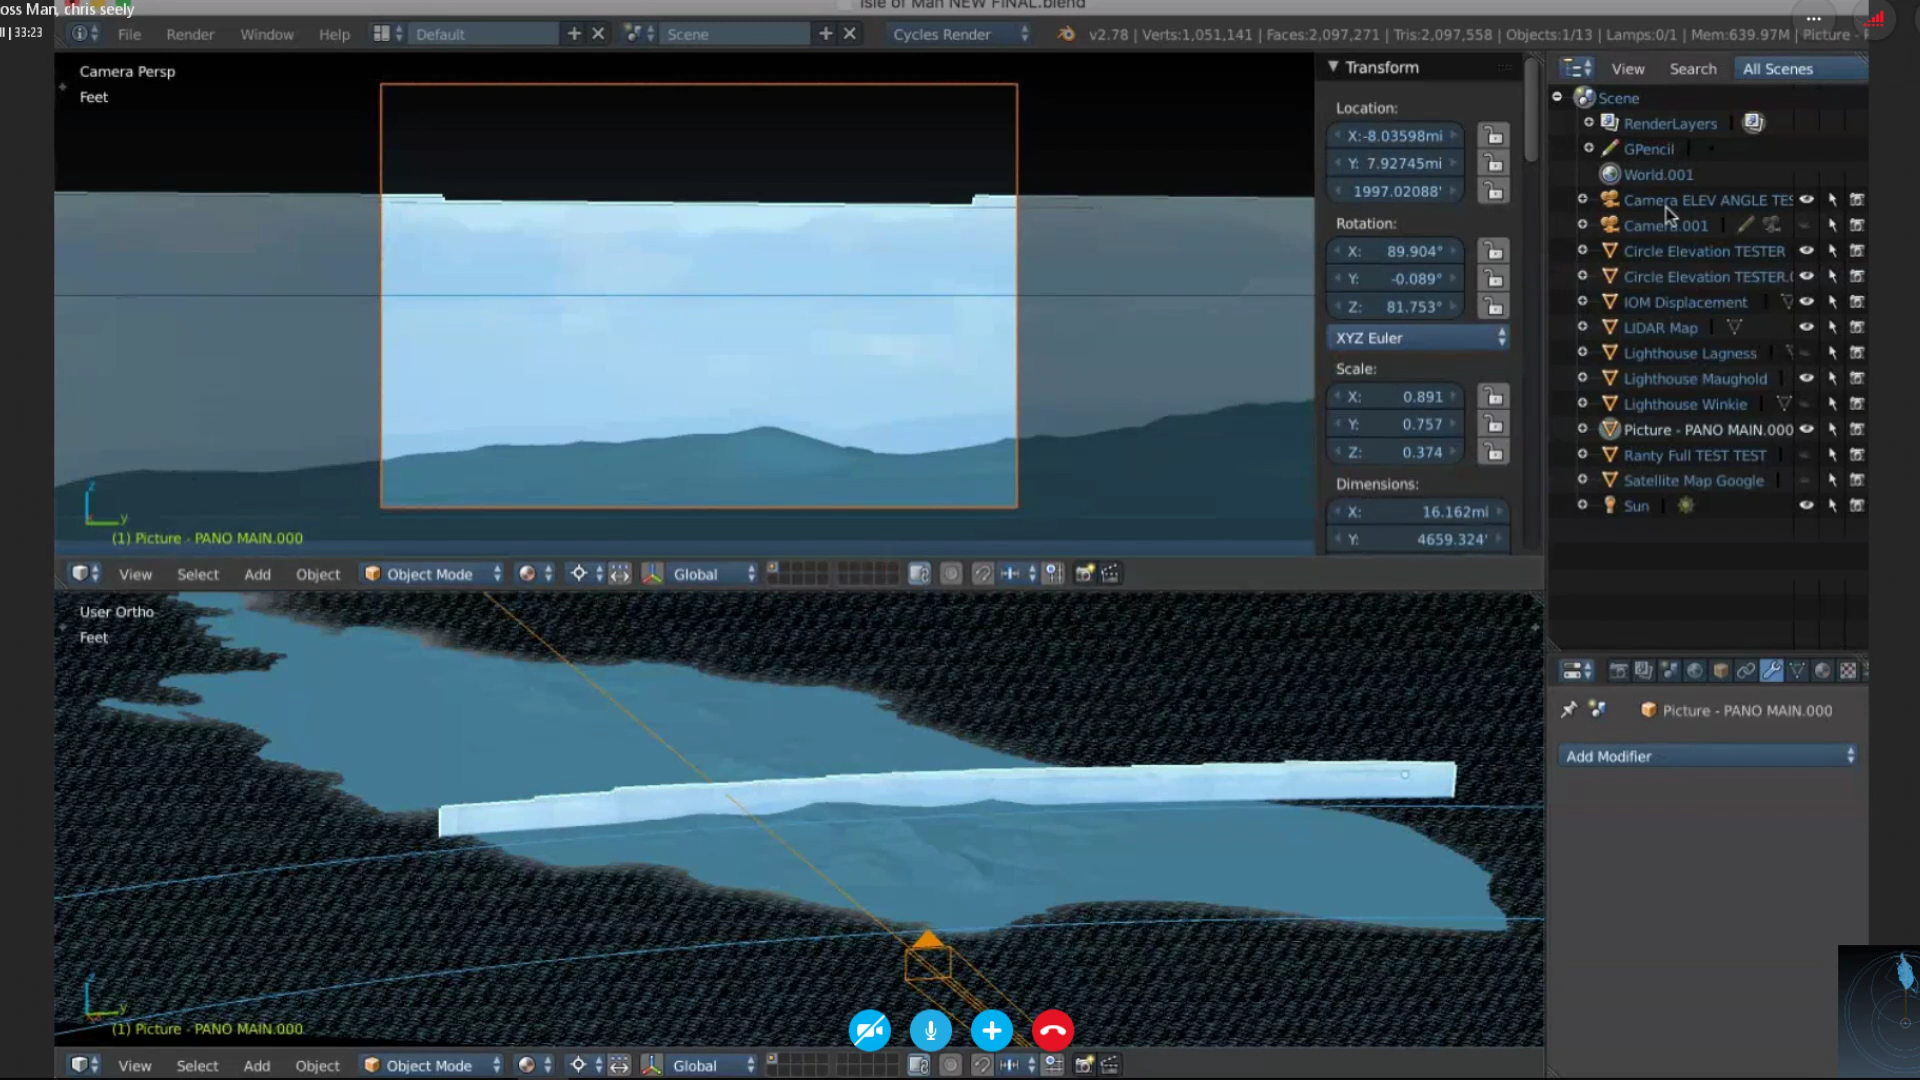 oss Man, chris seely
ll | 33:23
Isle of Man NEW FINAL.blend
File Render Window Help Default Scene Cycles Render v2.78 | Verts:1,051,141 | Faces:2,097,271 | Tris:2,097,558 | Objects:1/13 | Lamps:0/1 | Mem:639.97M | Picture - P
Camera Persp
Feet
(1) Picture - PANO MAIN.000
Transform
Location:
X:-8.03598mi
Y: 7.92745mi
1997.02088'
Rotation:
X: 89.904°
Y: -0.089°
Z: 81.753°
XYZ Euler
Scale:
X: 0.891
Y: 0.757
Z: 0.374
Dimensions:
X: 16.162mi
Y: 4659.324'
View Search All Scenes
Scene
RenderLayers
GPencil
World.001
Camera ELEV ANGLE TES
Camera.001
Circle Elevation TESTER
Circle Elevation TESTER.
IOM Displacement
LIDAR Map
Lighthouse Lagness
Lighthouse Maughold
Lighthouse Winkie
Picture - PANO MAIN.000
Ranty Full TEST TEST
Satellite Map Google
Sun
View Select Add Object Object Mode Global
User Ortho
Feet
(1) Picture - PANO MAIN.000
Picture - PANO MAIN.000
Add Modifier
View Select Add Object Object Mode Global